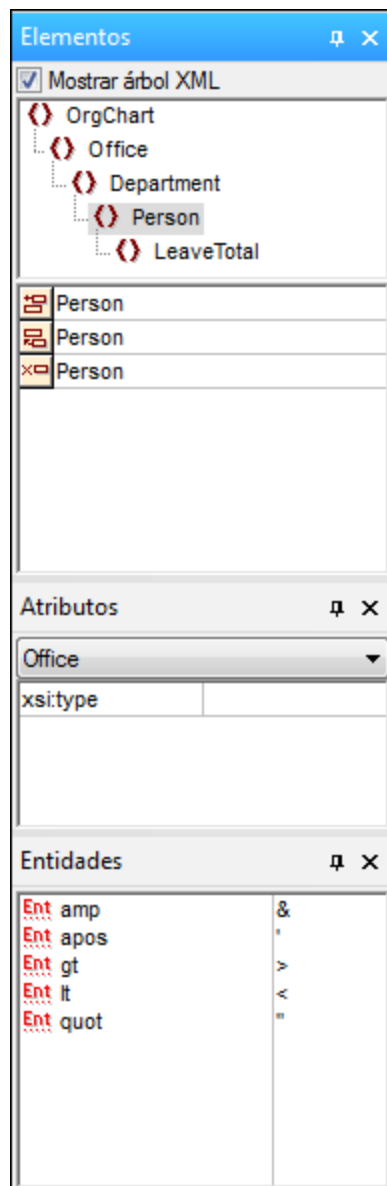 Elementos
Mostrar árbol XML
OrgChart
Office
Department
Person
LeaveTotal
Person
Person
Person
Atributos
Office
xsi:type
Entidades
Ent amp &
Ent apos '
Ent gt >
Ent lt <
Ent quot "